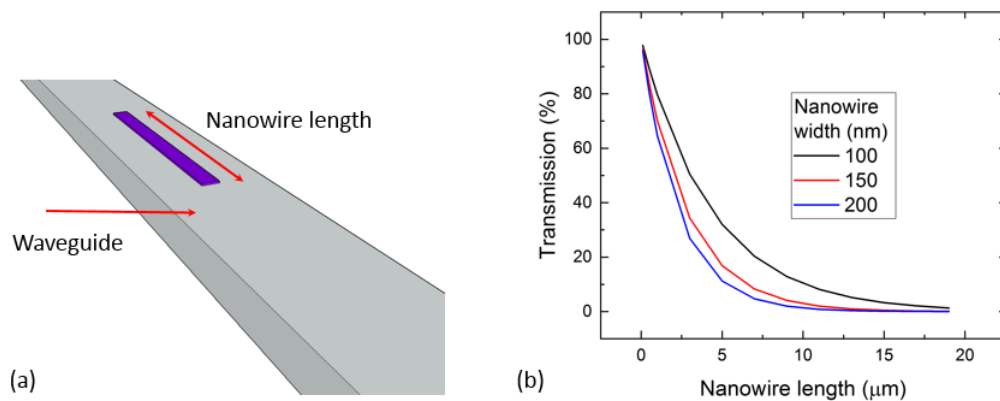 Nanowire length
Waveguide
(a)
Transmission (%)
100
80
60
40
20
0
Nanowire
width (nm)
100
150
200
0
5
10
15
20
Nanowire length (μm)
(b)